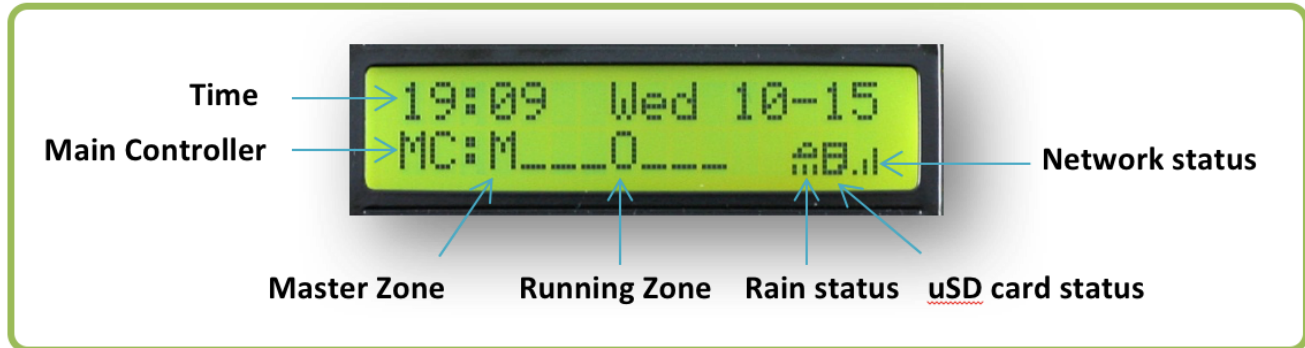 Time
19:09 Wed 10-15
Main Controller
MC:M___O___
Network status
Master Zone
Running Zone
Rain status
uSD card status